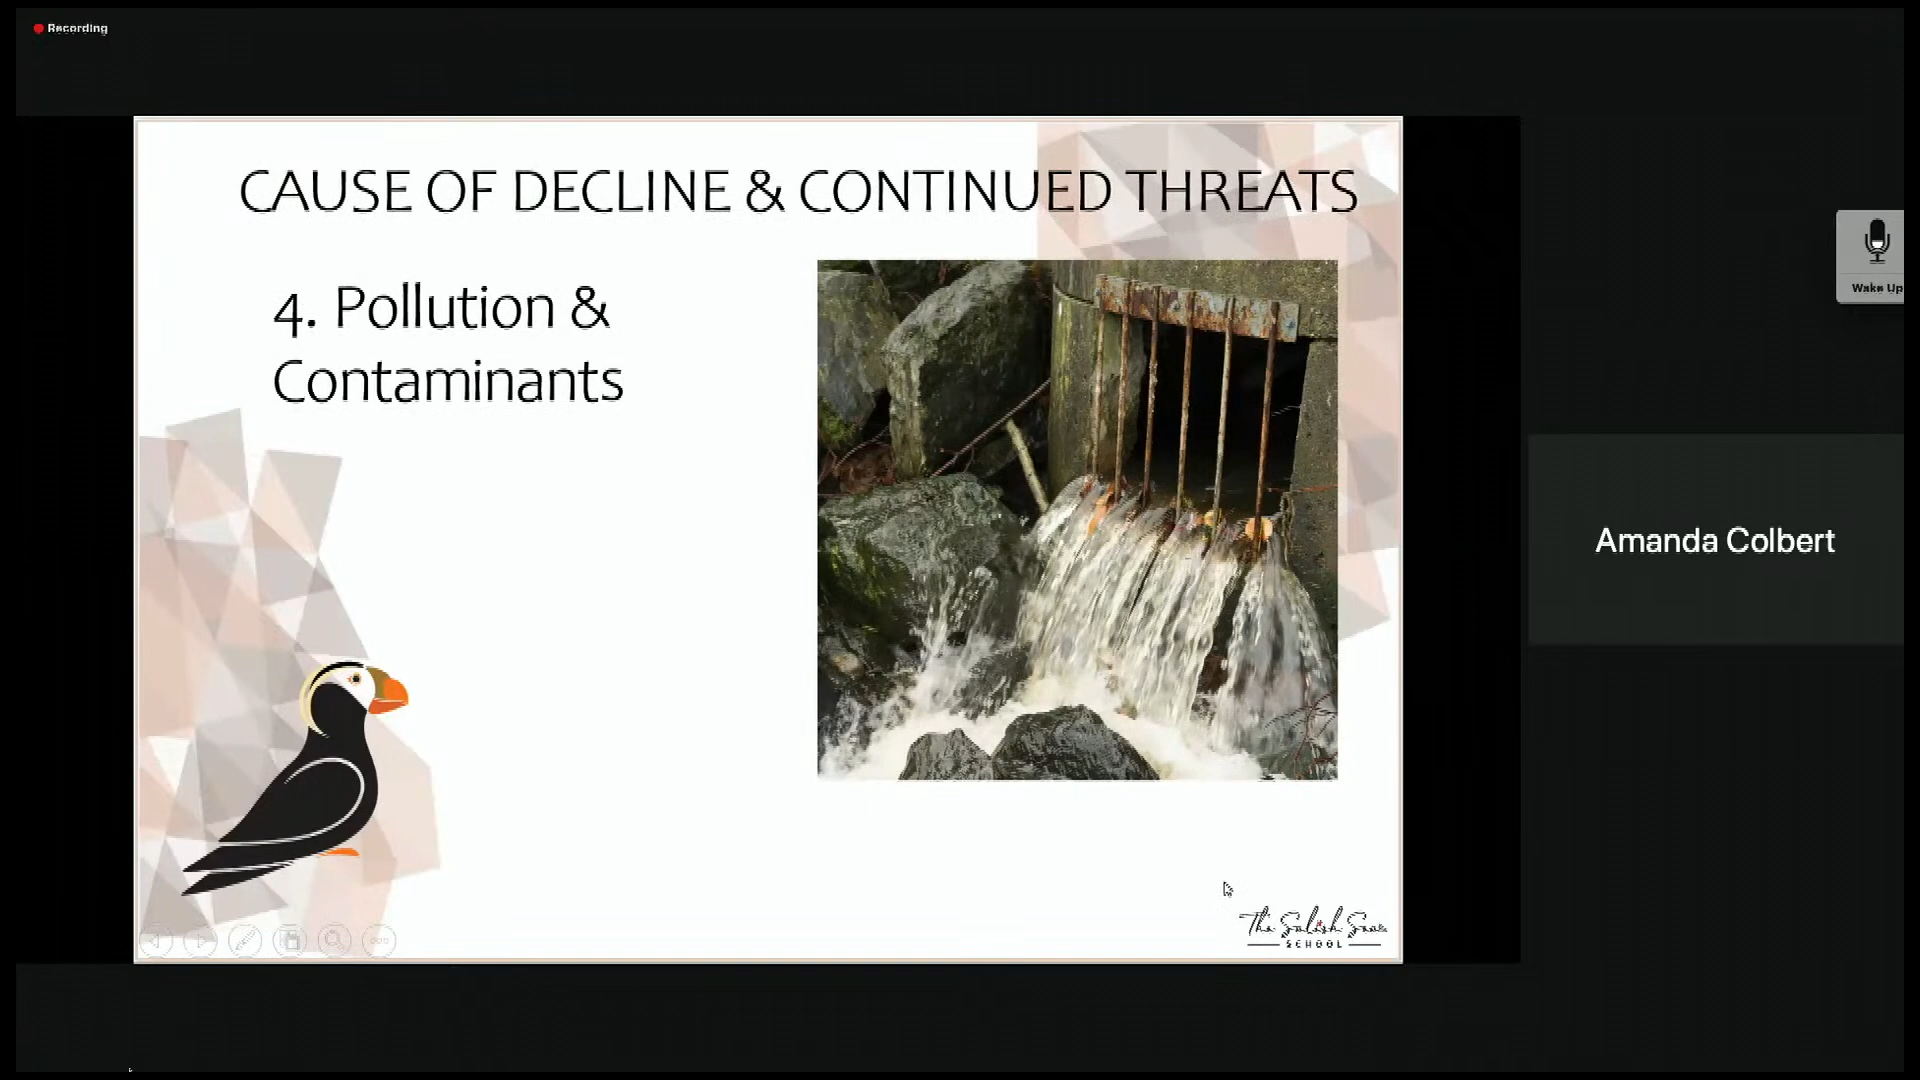 Recording
CAUSE OF DECLINE & CONTINUED THREATS
4. Pollution &
Contaminants
Wake Up
Amanda Colbert
The Salish Sea
SCHOOL